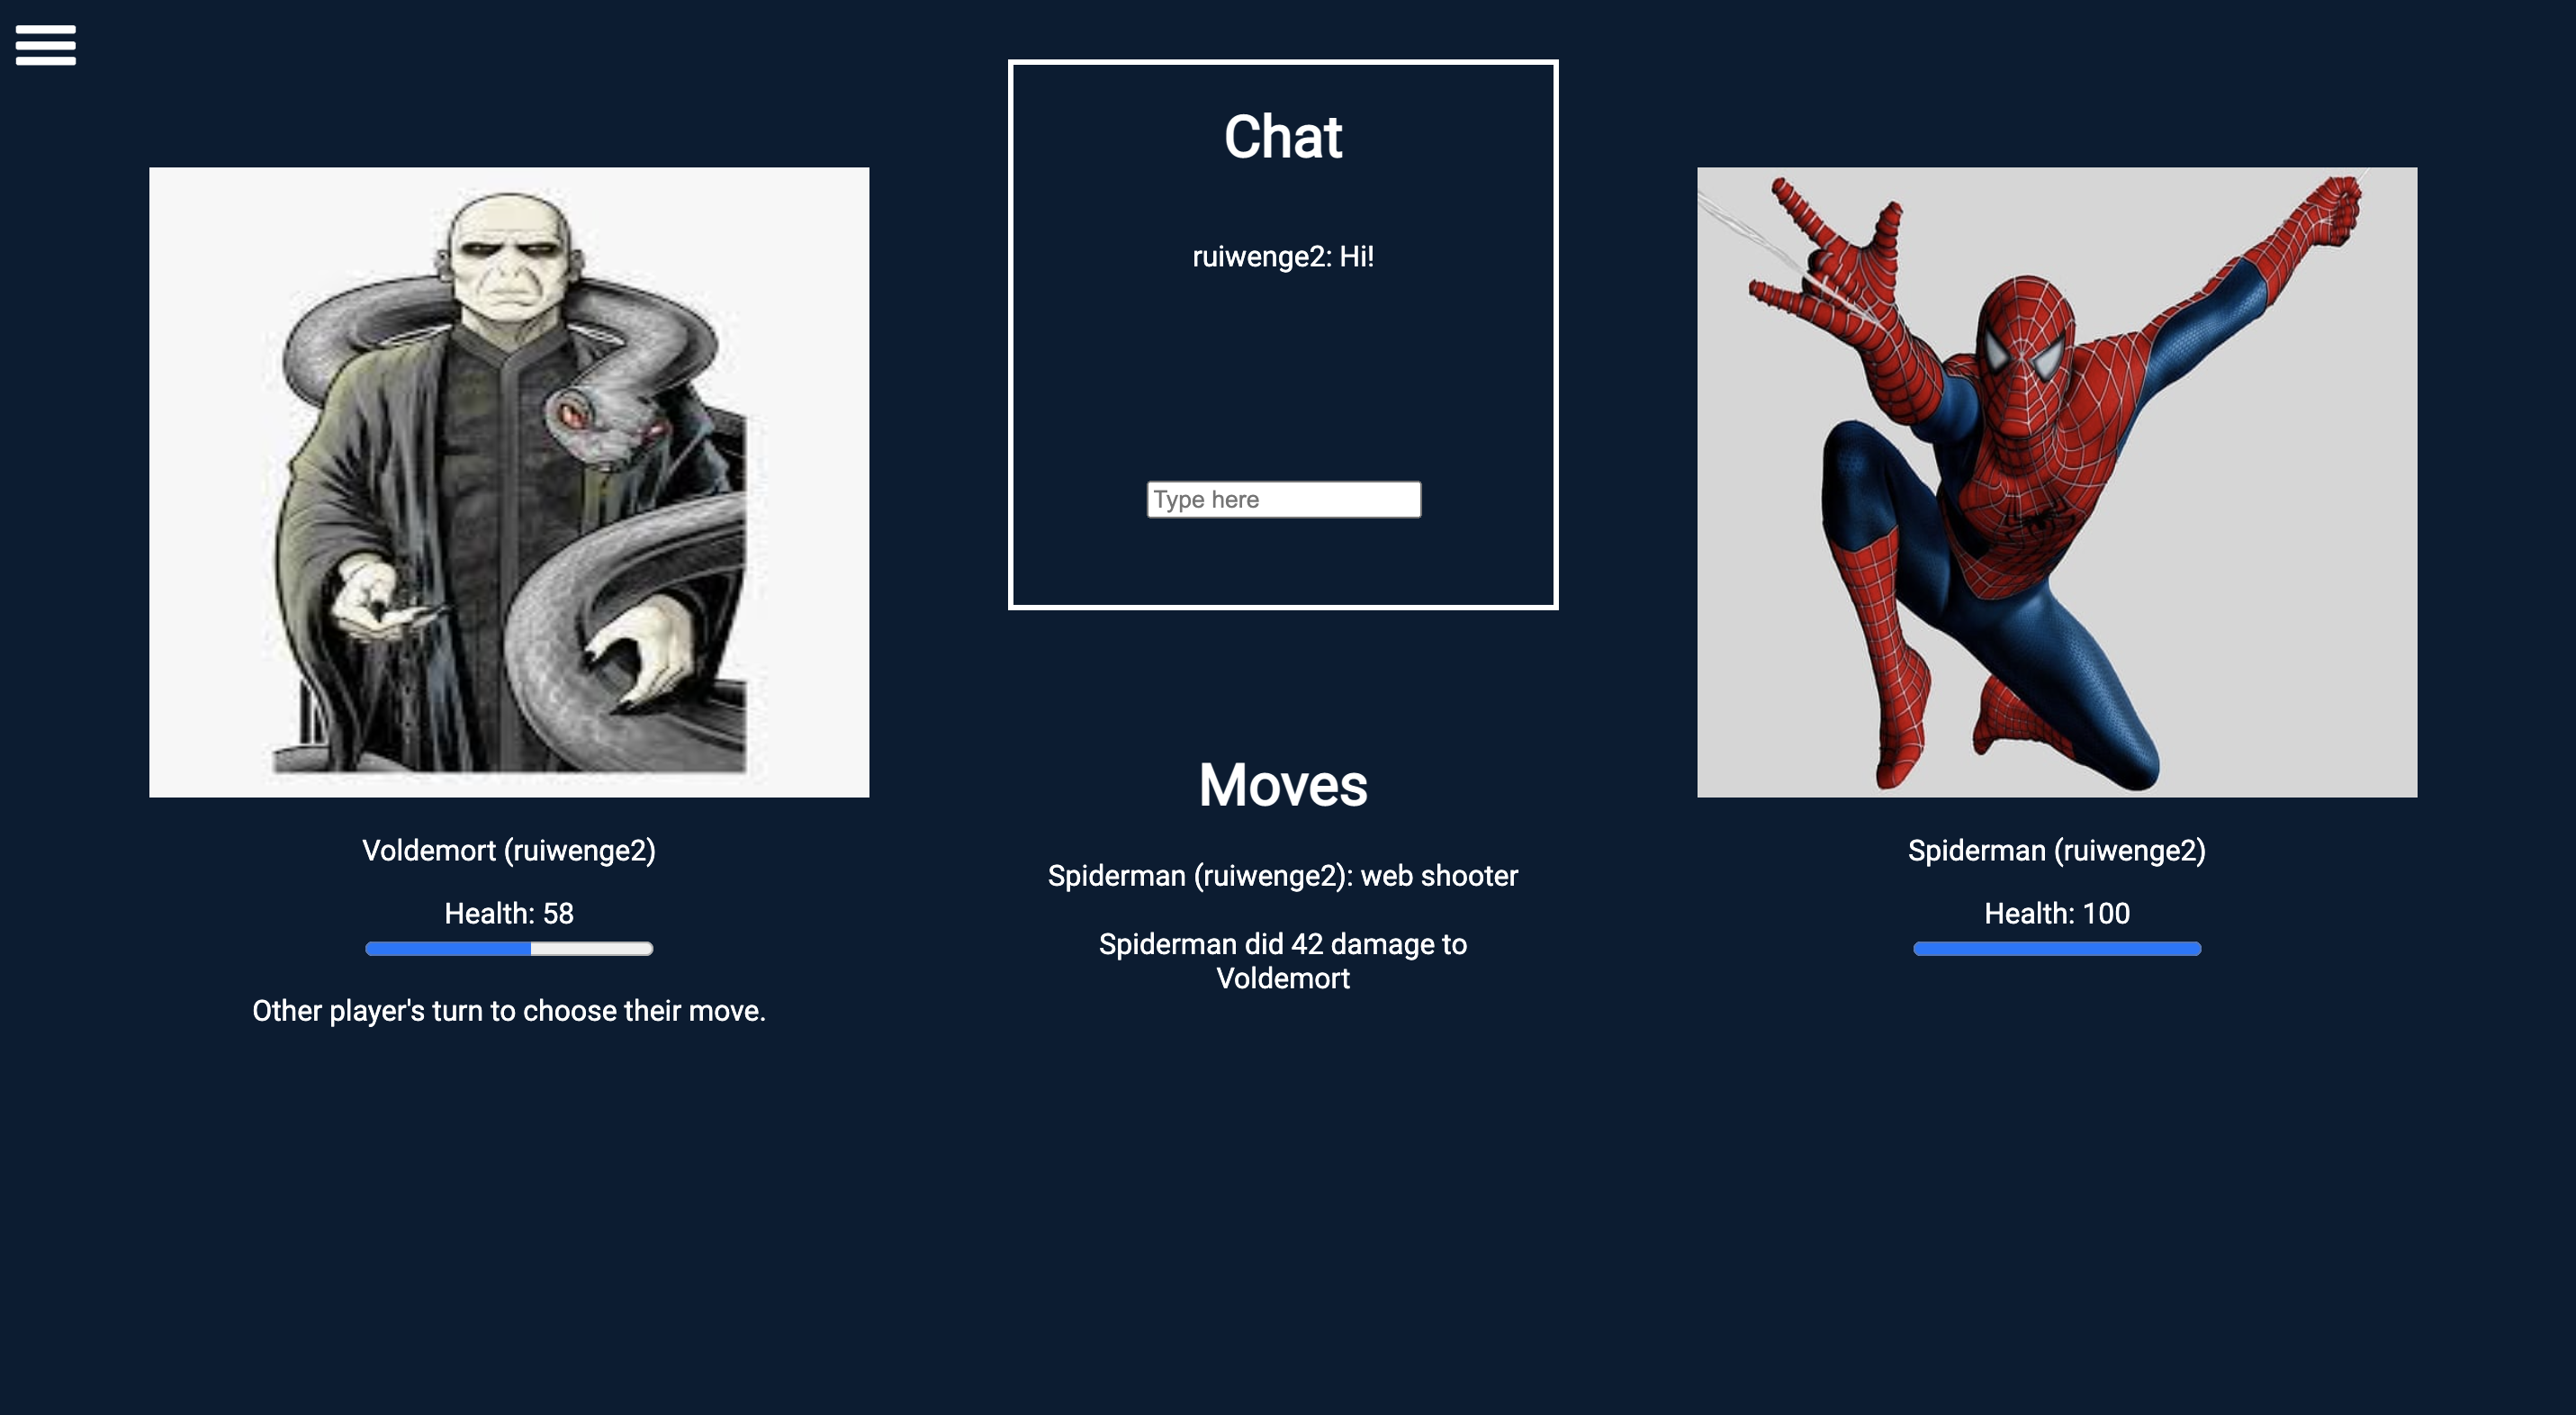 Chat
ruiwenge2: Hi!
Type here
Voldemort (ruiwenge2)
Health: 58
Other player's turn to choose their move.
Moves
Spiderman (ruiwenge2): web shooter
Spiderman did 42 damage to
Voldemort
Spiderman (ruiwenge2)
Health: 100